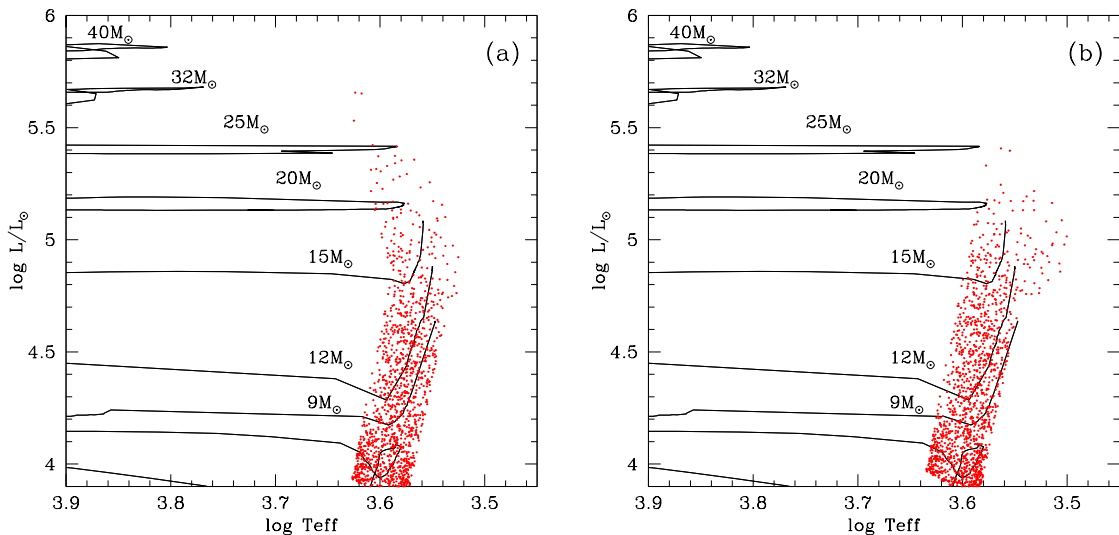 6
5.5
5
4.5
4
log L/L⊙
40M⊙
32M⊙
25M⊙
20M⊙
15M⊙
12M⊙
9M⊙
(a)
3.9
3.8
3.7
3.6
3.5
log Teff
6
5.5
5
4.5
4
log L/L⊙
40M⊙
32M⊙
25M⊙
20M⊙
15M⊙
12M⊙
9M⊙
(b)
3.9
3.8
3.7
3.6
3.5
log Teff